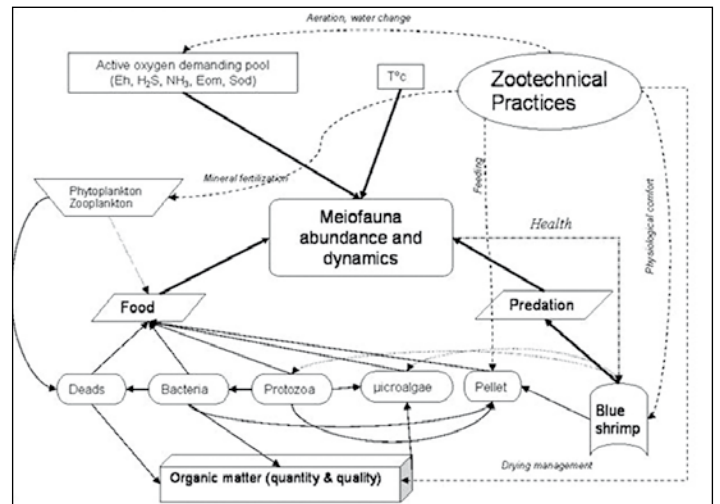 Aeration, water change
Active oxygen demanding pool
(Eh, H₂S, NH₃, Eom, Sod)
T°c
Zootechnical
Practices
Mineral fertilization
Feeding
Physiological comfort
Phytoplankton
Zooplankton
Meiofauna
abundance and
dynamics
Health
Food
Predation
Deads
Bacteria
Protozoa
µicroalgae
Pellet
Blue
shrimp
Organic matter (quantity & quality)
Drying management